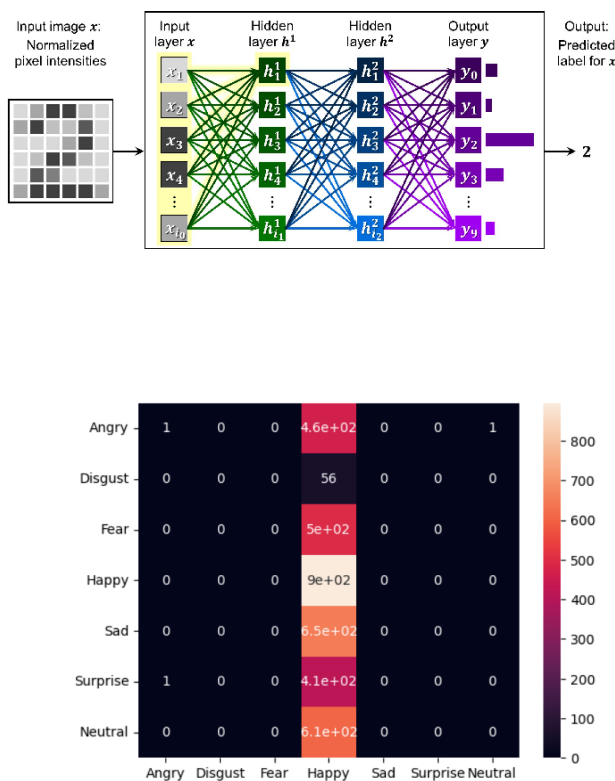 Input image x:
Normalized
pixel intensities
Input
layer x
Hidden
layer h¹
Hidden
layer h²
Output
layer y
Output:
Predicted
label for x
x₁ h¹₁ h²₁ y₀
x₂ h¹₂ h²₂ y₁
x₃ h¹₃ h²₃ y₂ 2
x₄ h¹₄ h²₄ y₃
⋮ ⋮ ⋮ ⋮
x_{i₀} h¹_{i₁} h²_{i₂} y₉
Angry 1 0 0 4.6e+02 0 0 1
Disgust 0 0 0 56 0 0 0
Fear 0 0 0 5e+02 0 0 0
Happy 0 0 0 9e+02 0 0 0
Sad 0 0 0 6.5e+02 0 0 0
Surprise 1 0 0 4.1e+02 0 0 0
Neutral 0 0 0 6.1e+02 0 0 0
Angry Disgust Fear Happy Sad Surprise Neutral
800
700
600
500
400
300
200
100
0